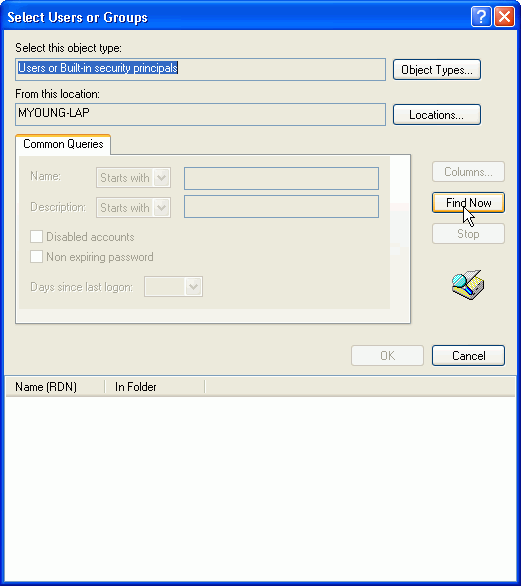 Select Users or Groups
Select this object type:
Users or Built-in security principals
Object Types...
From this location:
MYOUNG-LAP
Locations...
Common Queries
Name:
Starts with
Columns...
Description:
Starts with
Find Now
Disabled accounts
Stop
Non expiring password
Days since last logon:
OK
Cancel
Name (RDN)
In Folder